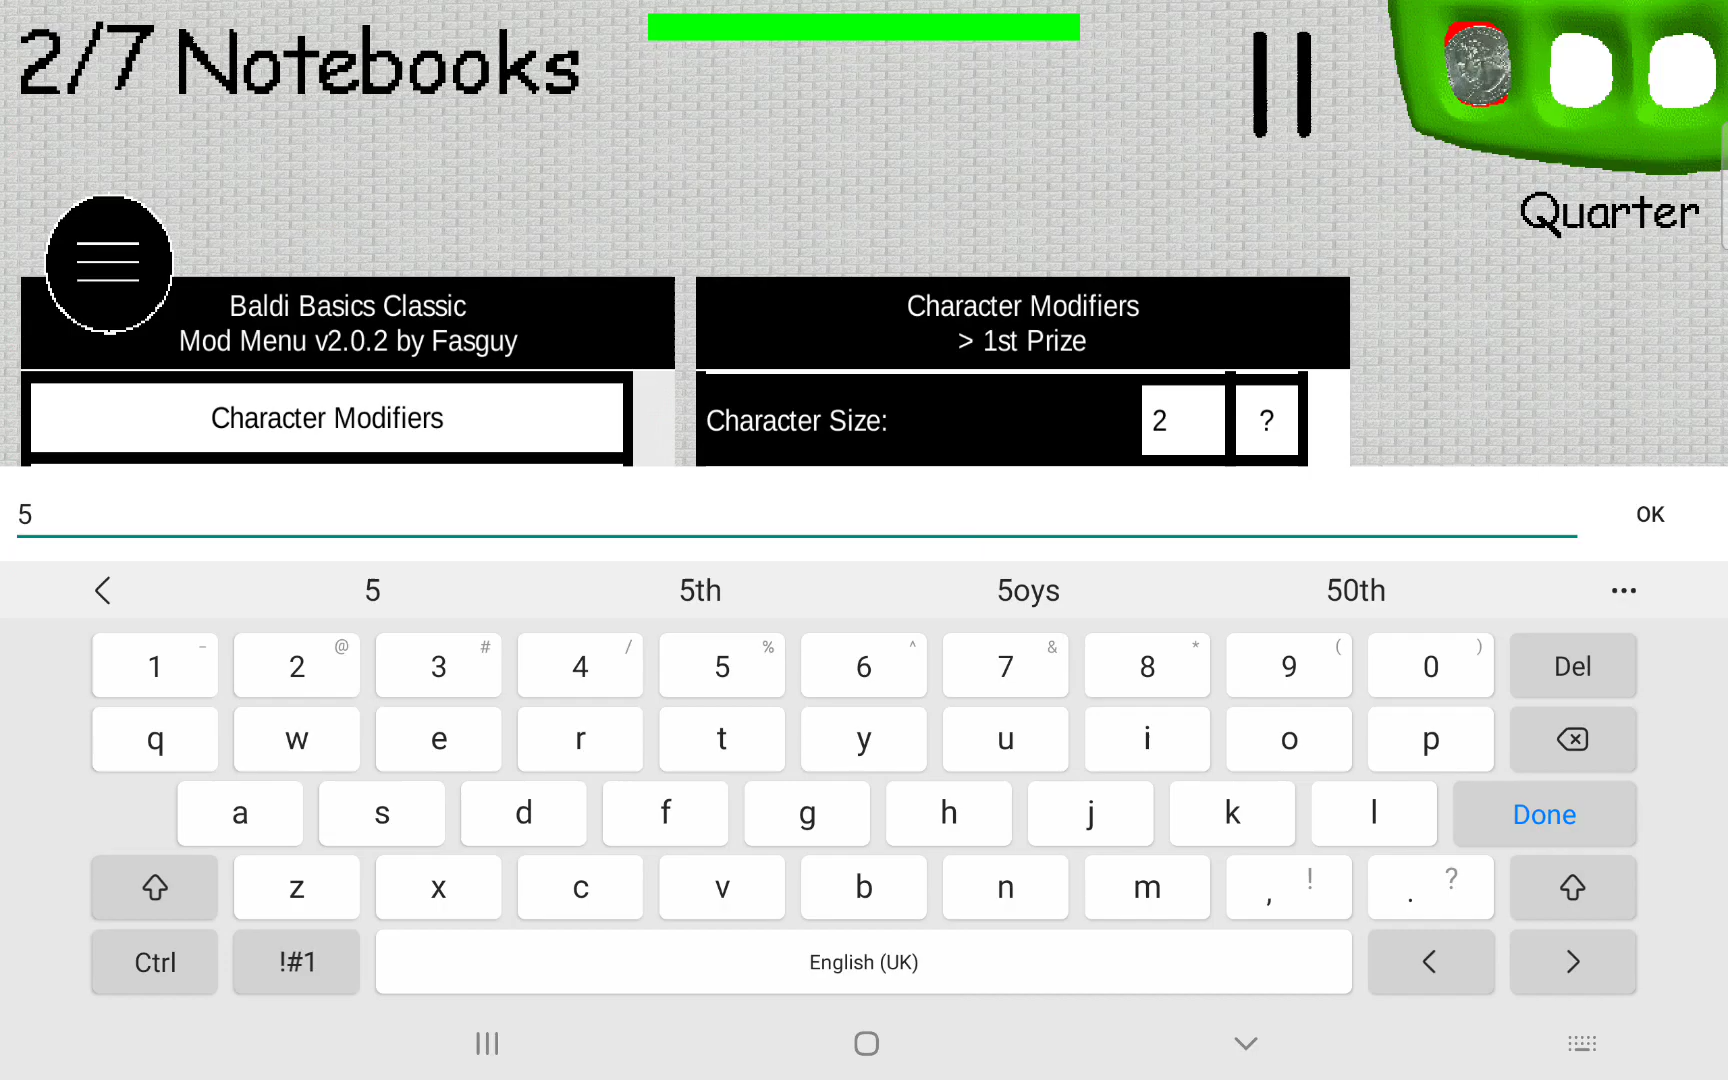 2/7 Notebooks
Quarter
Baldi Basics Classic
Mod Menu v2.0.2 by Fasguy
Character Modifiers
> 1st Prize
Character Modifiers
Character Size: 2 ?
5 OK
5 5th 5oys 50th
1 - 2 @ 3 # 4 / 5 % 6 ^ 7 & 8 * 9 ( 0 ) Del
q w e r t y u i o p
a s d f g h j k l Done
z x c v b n m , ! . ?
Ctrl !#1 English (UK) < >